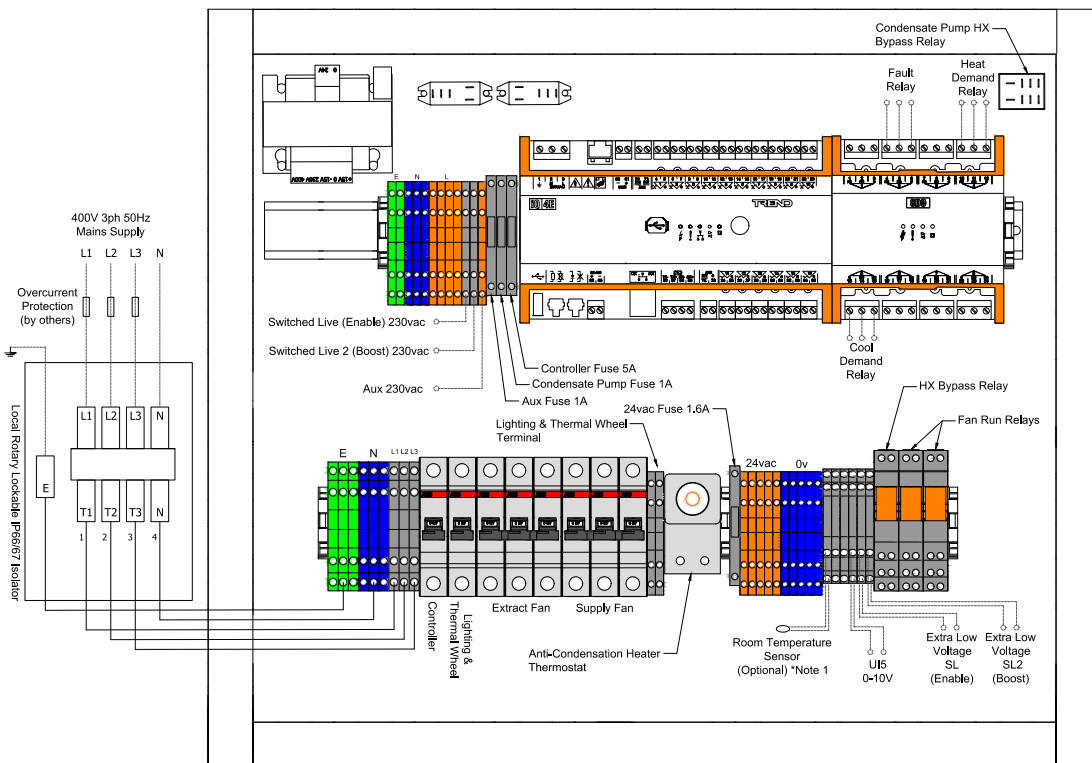 Condensate Pump HX
Bypass Relay
Fault
Relay
Heat
Demand
Relay
E
N
L
TREND
400V 3ph 50Hz
Mains Supply
L1
L2
L3
N
Overcurrent
Protection
(by others)
Switched Live (Enable) 230vac
Switched Live 2 (Boost) 230vac
Aux 230vac
Controller Fuse 5A
Condensate Pump Fuse 1A
Aux Fuse 1A
Cool
Demand
Relay
HX Bypass Relay
Fan Run Relays
24vac Fuse 1.6A
Lighting & Thermal Wheel
Terminal
Local Rotary Lockable IP66/67 Isolator
L1
L2
L3
N
E
T1
T2
T3
N
1
2
3
4
E
N
L1
L2
L3
24vac
0v
Controller
Lighting &
Thermal Wheel
Extract Fan
Supply Fan
Anti-Condensation Heater
Thermostat
Room Temperature
Sensor
(Optional) *Note 1
UI5
0-10V
Extra Low
Voltage
SL
(Enable)
Extra Low
Voltage
SL2
(Boost)